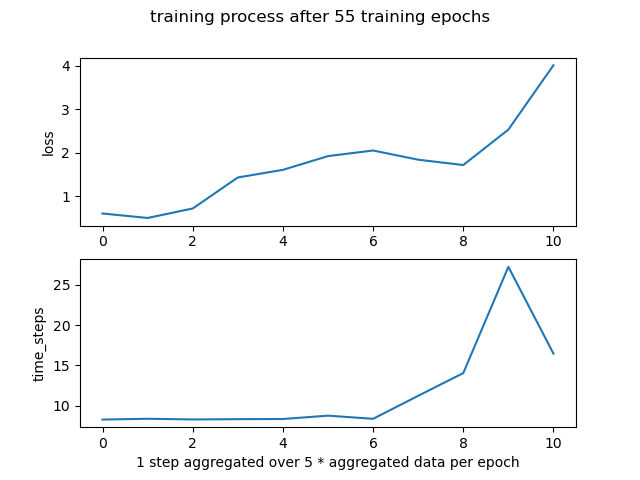 training process after 55 training epochs
4
3
2
1
loss
0 2 4 6 8 10
25
20
15
10
time_steps
0 2 4 6 8 10
1 step aggregated over 5 * aggregated data per epoch